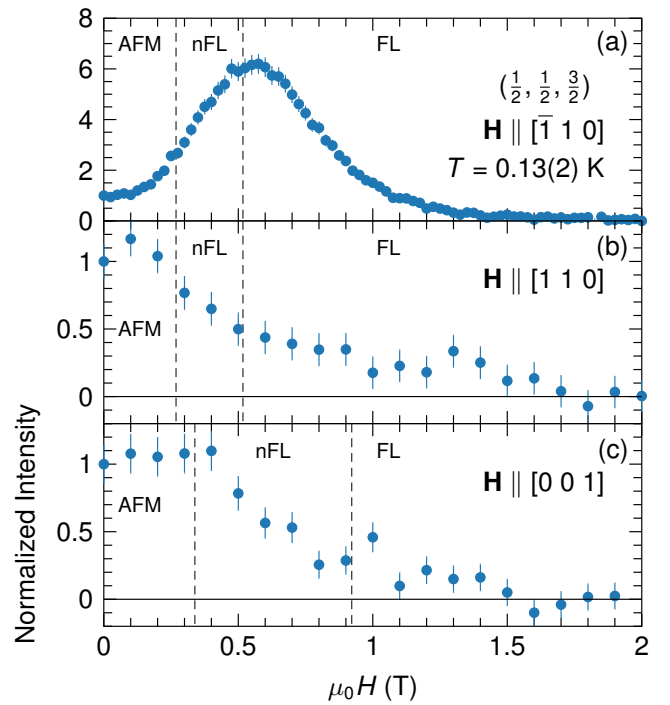 8
AFM nFL FL (a)
6
(1/2, 1/2, 3/2)
4
H ∥ [1̅ 1 0]
2
T = 0.13(2) K
0
nFL FL (b)
1
H ∥ [1 1 0]
AFM
0.5
0
nFL FL (c)
1
H ∥ [0 0 1]
AFM
0.5
0
Normalized Intensity
0 0.5 1 1.5 2
μ₀H (T)